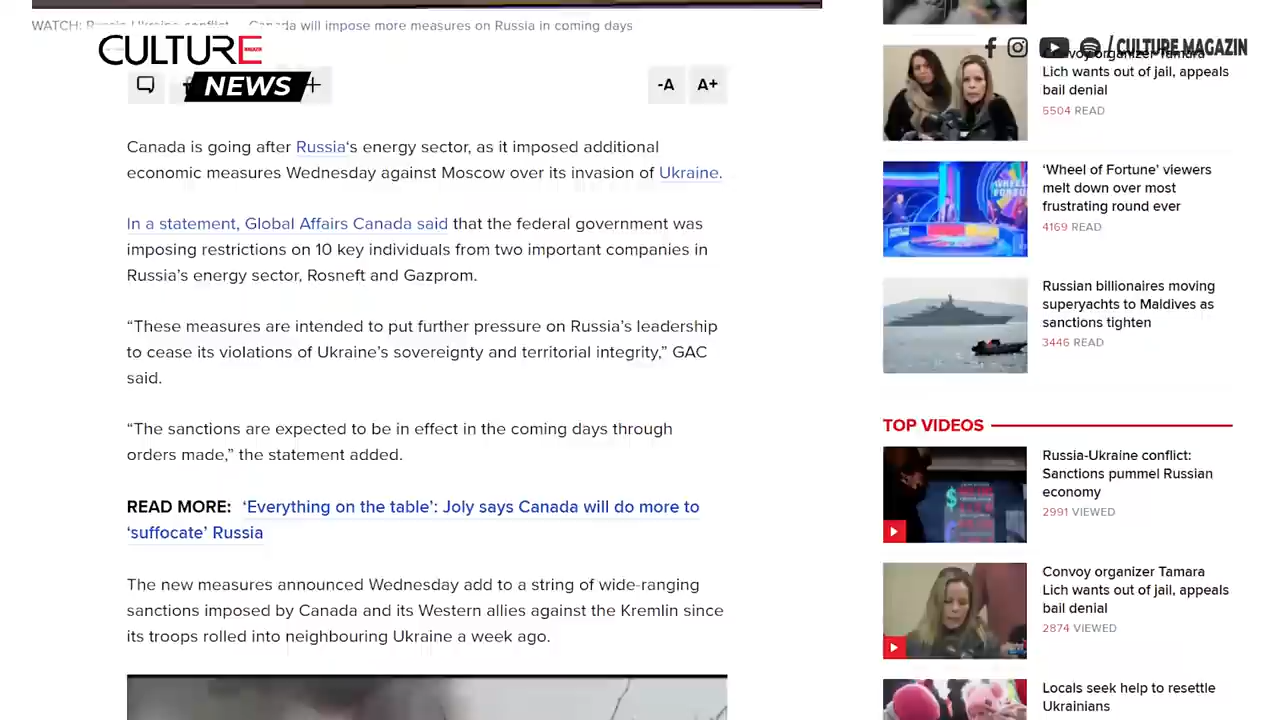 WATCH: Russia-Ukraine conflict — Canada will impose more measures on Russia in coming days
CULTURE
NEWS
/ CULTURE MAGAZIN
-A A+
Canada is going after Russia‘s energy sector, as it imposed additional
economic measures Wednesday against Moscow over its invasion of Ukraine.
In a statement, Global Affairs Canada said that the federal government was
imposing restrictions on 10 key individuals from two important companies in
Russia’s energy sector, Rosneft and Gazprom.
“These measures are intended to put further pressure on Russia’s leadership
to cease its violations of Ukraine’s sovereignty and territorial integrity,” GAC
said.
“The sanctions are expected to be in effect in the coming days through
orders made,” the statement added.
READ MORE: ‘Everything on the table’: Joly says Canada will do more to
‘suffocate’ Russia
The new measures announced Wednesday add to a string of wide-ranging
sanctions imposed by Canada and its Western allies against the Kremlin since
its troops rolled into neighbouring Ukraine a week ago.
Convoy organizer Tamara
Lich wants out of jail, appeals
bail denial
5504 READ
‘Wheel of Fortune’ viewers
melt down over most
frustrating round ever
4169 READ
Russian billionaires moving
superyachts to Maldives as
sanctions tighten
3446 READ
TOP VIDEOS
Russia-Ukraine conflict:
Sanctions pummel Russian
economy
2991 VIEWED
Convoy organizer Tamara
Lich wants out of jail, appeals
bail denial
2874 VIEWED
Locals seek help to resettle
Ukrainians